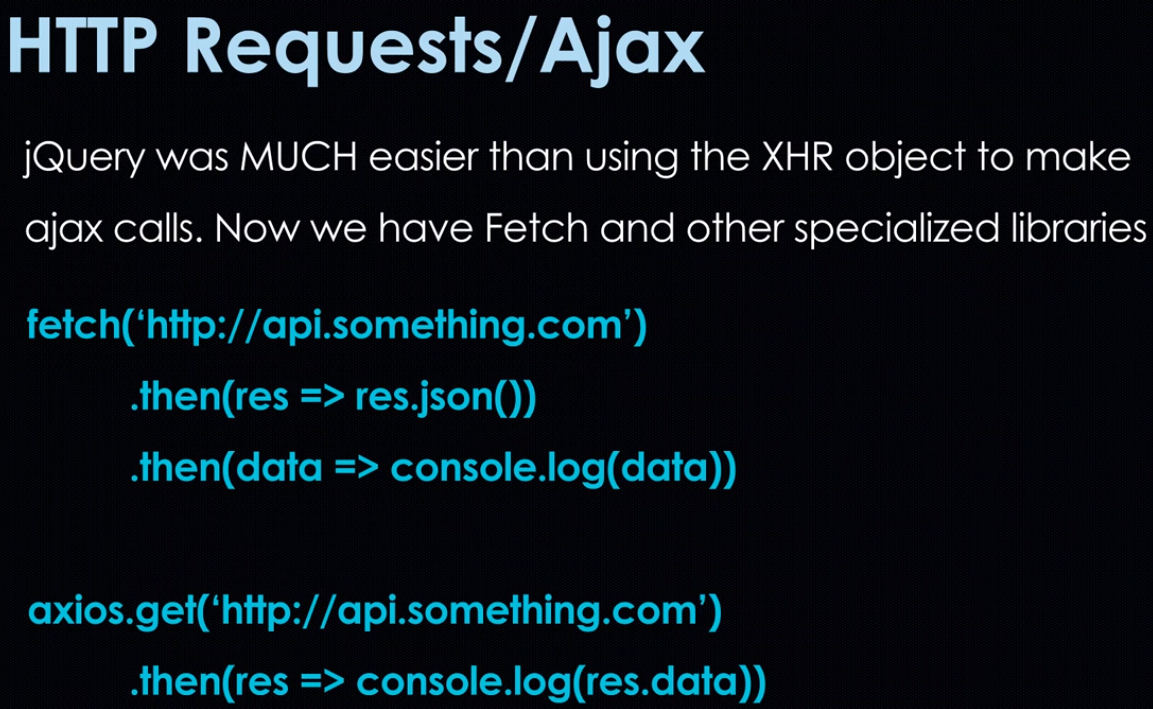 HTTP Requests/Ajax
jQuery was MUCH easier than using the XHR object to make
ajax calls. Now we have Fetch and other specialized libraries
fetch(‘http://api.something.com’)
.then(res => res.json())
.then(data => console.log(data))
axios.get(‘http://api.something.com’)
.then(res => console.log(res.data))